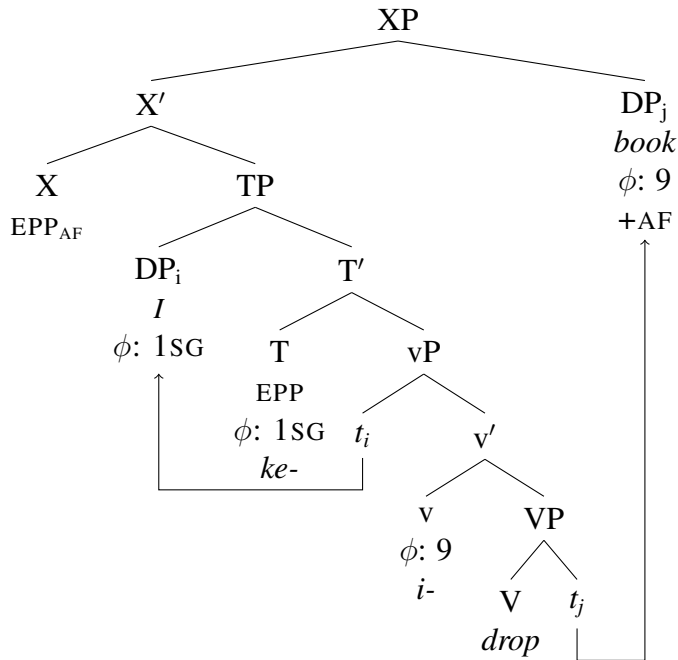 XP
X′ DPj
book
X TP ϕ: 9
EPPAF +AF
DPi T′
I
ϕ: 1SG T vP
EPP
ϕ: 1SG ti v′
ke-
v VP
ϕ: 9
i- V tj
drop